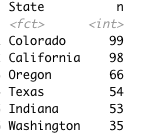 State n
<fct> <int>
Colorado 99
California 98
Oregon 66
Texas 54
Indiana 53
Washington 35